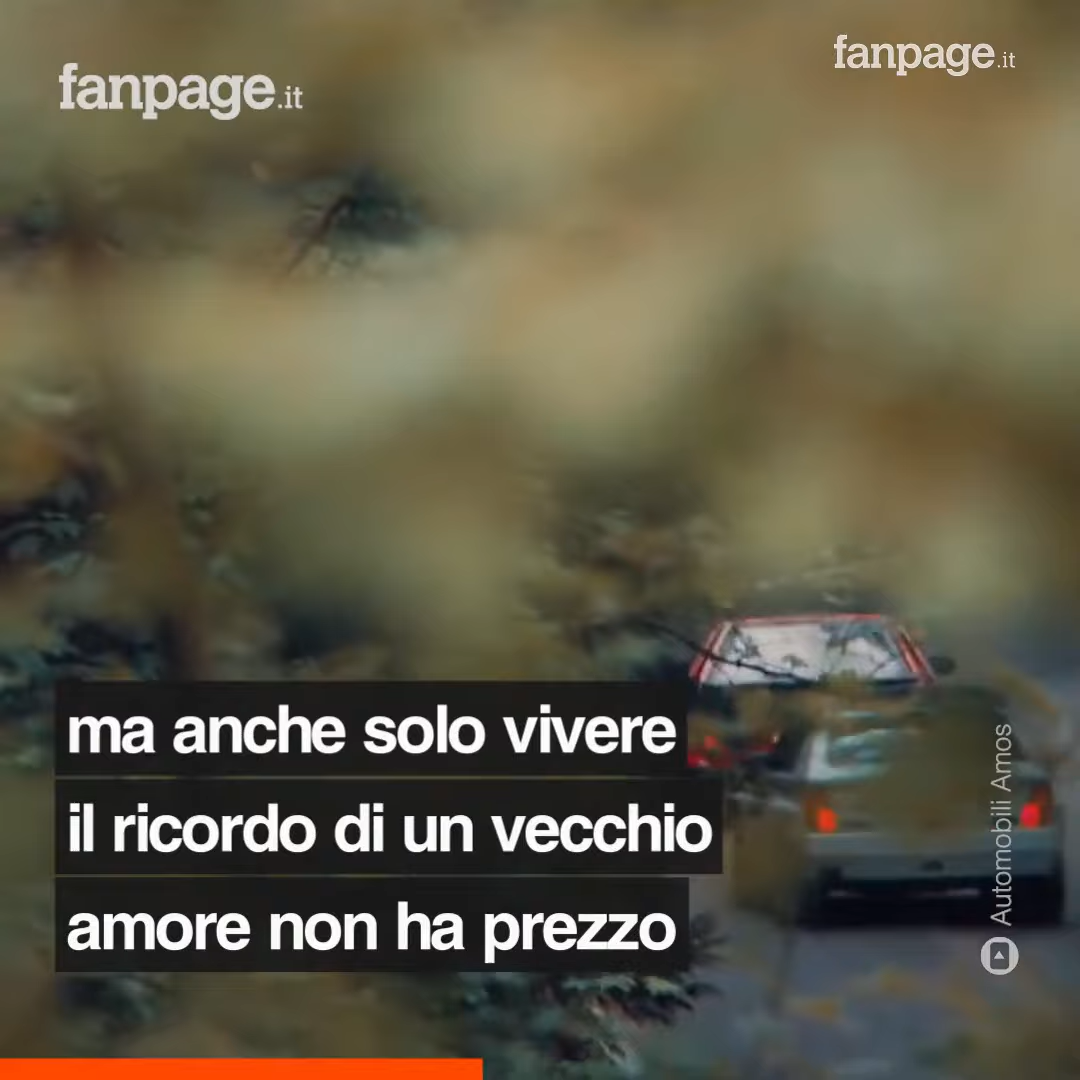 fanpage.it
fanpage.it
ma anche solo vivere
il ricordo di un vecchio
amore non ha prezzo
Automobili Amos